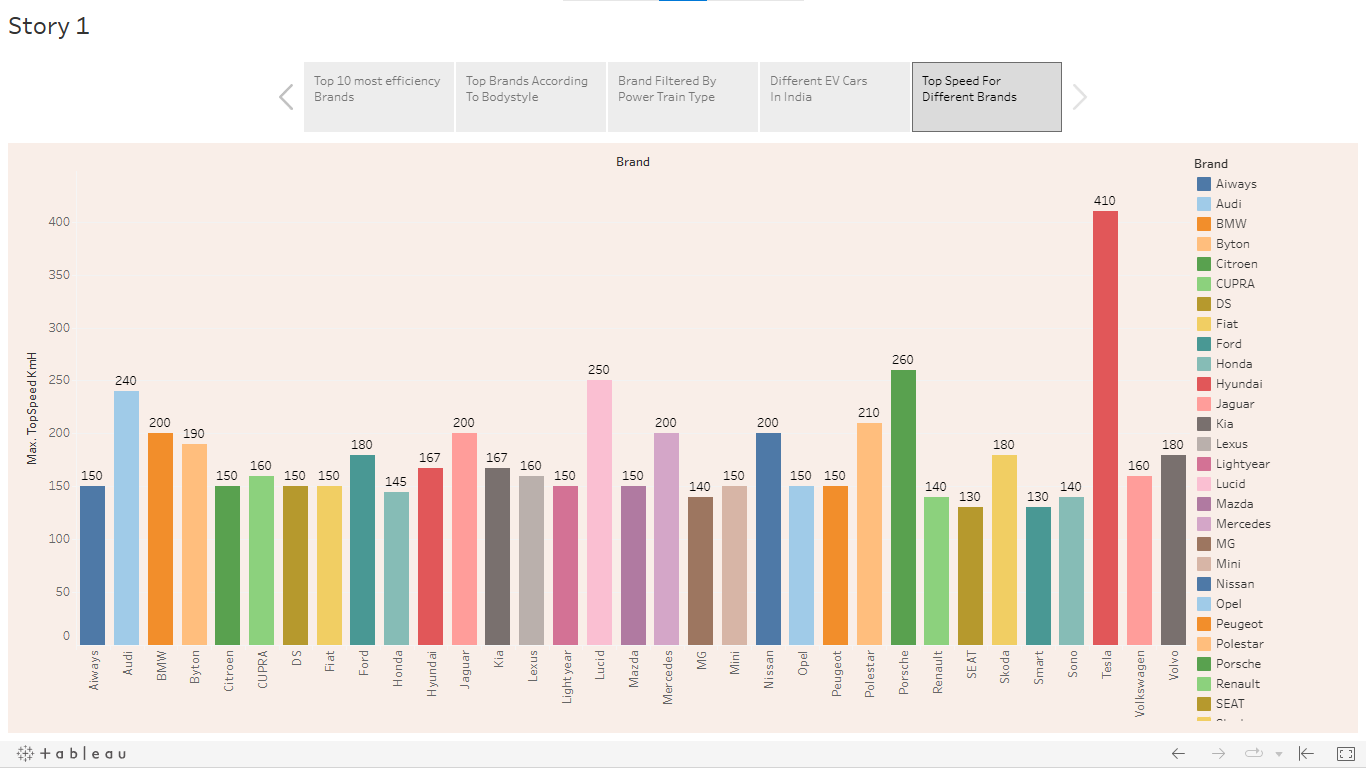 Story 1
Top 10 most efficiency
Brands
Top Brands According
To Bodystyle
Brand Filtered By
Power Train Type
Different EV Cars
In India
Top Speed For
Different Brands
Brand
Max. TopSpeed KmH
400
350
300
250
200
150
100
50
0
150
240
200
190
150
160
150
150
180
145
167
200
167
160
150
250
150
200
140
150
200
150
150
210
260
140
130
180
130
140
410
160
180
Aiways
Audi
BMW
Byton
Citroen
CUPRA
DS
Fiat
Ford
Honda
Hyundai
Jaguar
Kia
Lexus
Lightyear
Lucid
Mazda
Mercedes
MG
Mini
Nissan
Opel
Peugeot
Polestar
Porsche
Renault
SEAT
Skoda
Smart
Sono
Tesla
Volkswagen
Volvo
Brand
Aiways
Audi
BMW
Byton
Citroen
CUPRA
DS
Fiat
Ford
Honda
Hyundai
Jaguar
Kia
Lexus
Lightyear
Lucid
Mazda
Mercedes
MG
Mini
Nissan
Opel
Peugeot
Polestar
Porsche
Renault
SEAT
+ a b l e a u